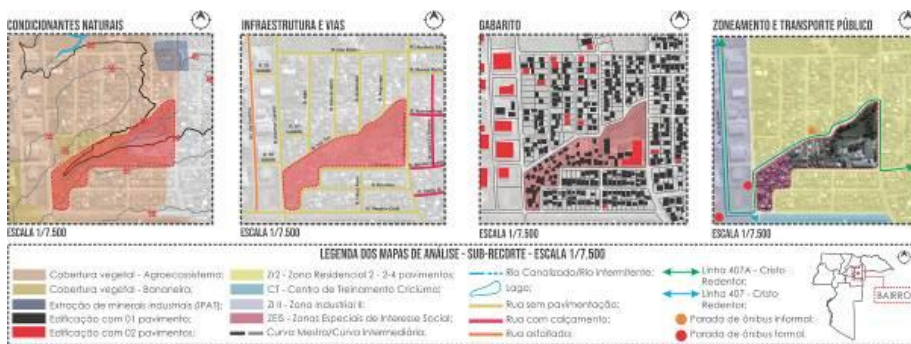 CONDICIONANTES NATURAIS
INFRAESTRUTURA E VIAS
GABARITO
ZONEAMENTO E TRANSPORTE PÚBLICO
ESCALA 1/7.500
ESCALA 1/7.500
ESCALA 1/7.500
ESCALA 1/7.500
LEGENDA DOS MAPAS DE ANÁLISE - SUB-RECORTE - ESCALA 1/7.500
Cobertura vegetal - Agroecossistema;
Cobertura vegetal - Bananeira;
Extração de minerais industriais (IPAT);
Edificação com 01 pavimento;
Edificação com 02 pavimentos;
Zr2 - Zona Residencial 2 - 2-4 pavimentos;
CT - Centro de Treinamento Criciúma;
Z II - Zona Industrial II;
ZEIS - Zonas Especiais de Interesse Social;
Curva Mestra/Curva Intermediária;
Rio Canalizado/Rio Intermitente;
Lago;
Rua sem pavimentação;
Rua com calçamento;
Rua asfaltada;
Linha 407A - Cristo
Redentor;
Linha 407 - Cristo
Redentor;
Parada de ônibus informal;
Parada de ônibus formal.
BAIRRO